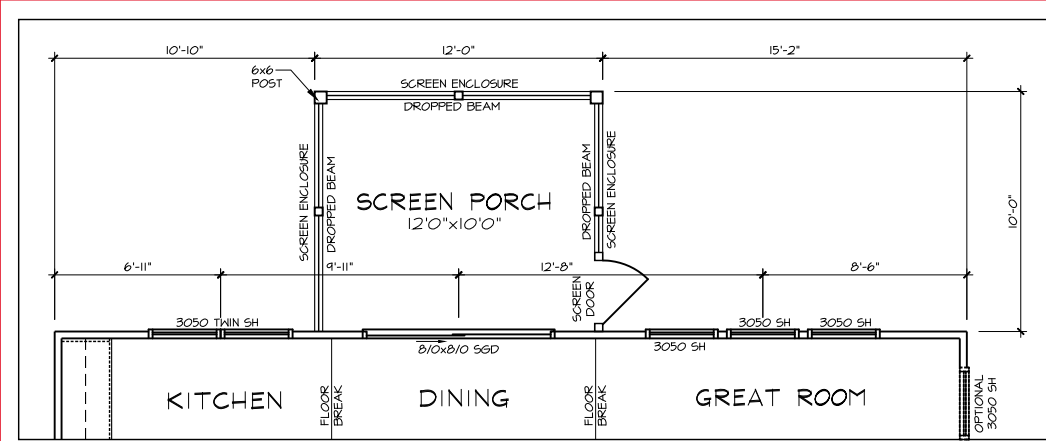 10'-10"
12'-0"
15'-2"
6x6
POST
SCREEN ENCLOSURE
DROPPED BEAM
SCREEN ENCLOSURE
DROPPED BEAM
DROPPED BEAM
SCREEN ENCLOSURE
SCREEN PORCH
12'0"x10'0"
10'-0"
6'-11"
9'-11"
12'-8"
8'-6"
SCREEN
DOOR
3050 TWIN SH
8/0x8/0 SGD
3050 SH
3050 SH
3050 SH
KITCHEN
FLOOR
BREAK
DINING
FLOOR
BREAK
GREAT ROOM
OPTIONAL
3050 SH